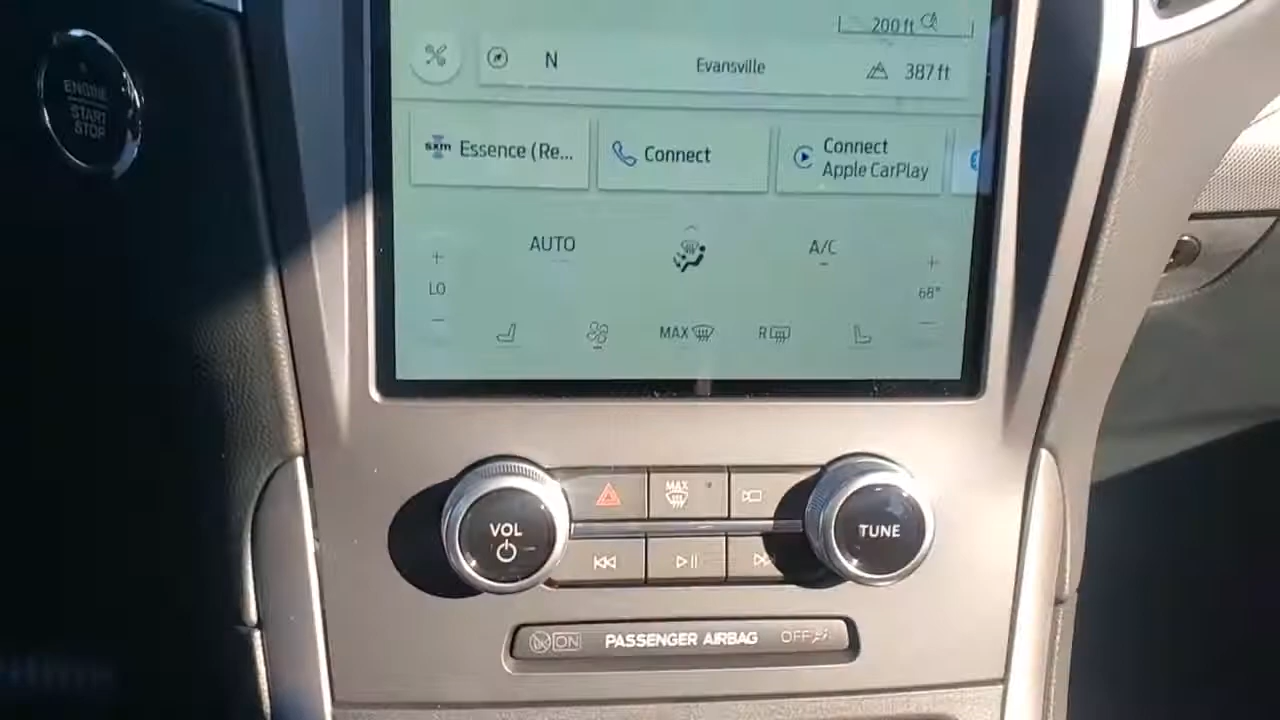 200 ft
N
Evansville
387 ft
ENGINE
START
STOP
sxm Essence (Re...
Connect
Connect
Apple CarPlay
AUTO
A/C
LO
68°
MAX
R
MAX
VOL
TUNE
ON
PASSENGER AIRBAG
OFF